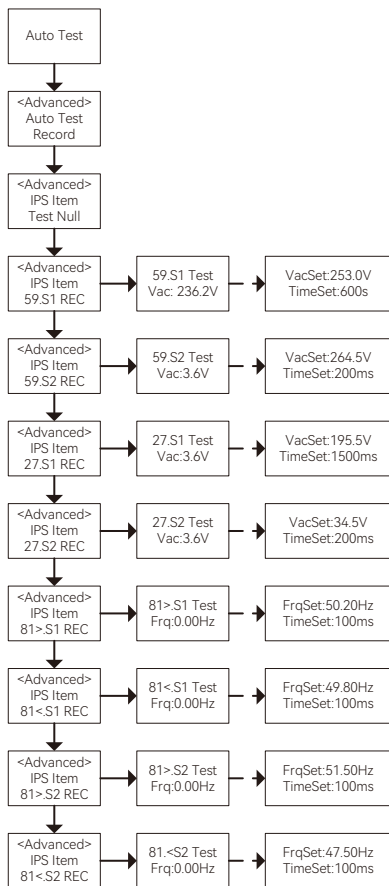 Auto Test
<Advanced>
Auto Test
Record
<Advanced>
IPS Item
Test Null
<Advanced>
IPS Item
59.S1 REC
59.S1 Test
Vac: 236.2V
VacSet:253.0V
TimeSet:600s
<Advanced>
IPS Item
59.S2 REC
59.S2 Test
Vac:3.6V
VacSet:264.5V
TimeSet:200ms
<Advanced>
IPS Item
27.S1 REC
27.S1 Test
Vac:3.6V
VacSet:195.5V
TimeSet:1500ms
<Advanced>
IPS Item
27.S2 REC
27.S2 Test
Vac:3.6V
VacSet:34.5V
TimeSet:200ms
<Advanced>
IPS Item
81>.S1 REC
81>.S1 Test
Frq:0.00Hz
FrqSet:50.20Hz
TimeSet:100ms
<Advanced>
IPS Item
81<.S1 REC
81<.S1 Test
Frq:0.00Hz
FrqSet:49.80Hz
TimeSet:100ms
<Advanced>
IPS Item
81>.S2 REC
81>.S2 Test
Frq:0.00Hz
FrqSet:51.50Hz
TimeSet:100ms
<Advanced>
IPS Item
81<.S2 REC
81.<S2 Test
Frq:0.00Hz
FrqSet:47.50Hz
TimeSet:100ms